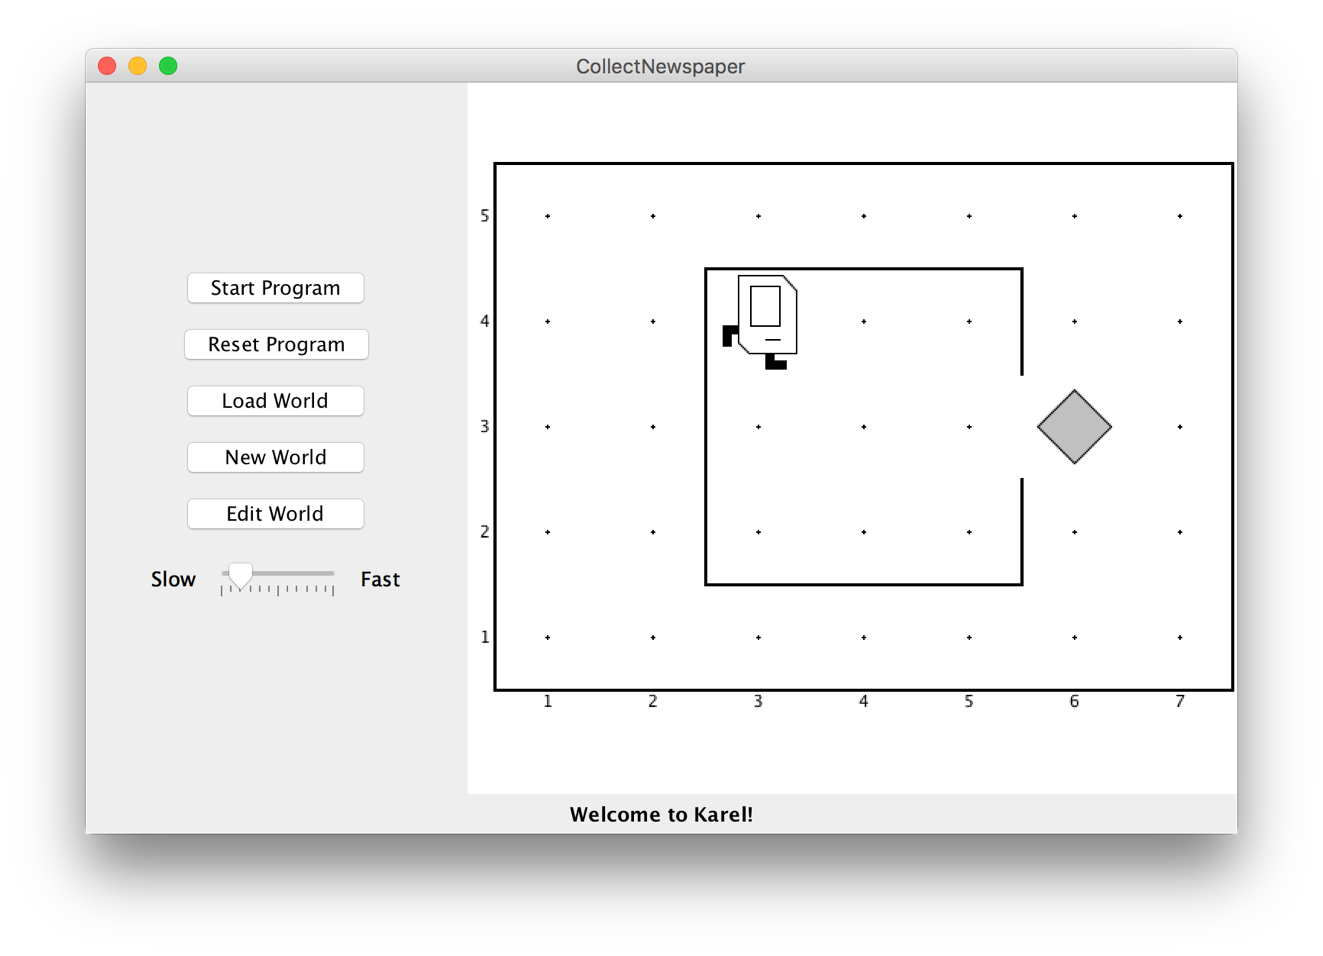 CollectNewspaper
Start Program
Reset Program
Load World
New World
Edit World
Slow Fast
5
4
3
2
1
1 2 3 4 5 6 7
Welcome to Karel!